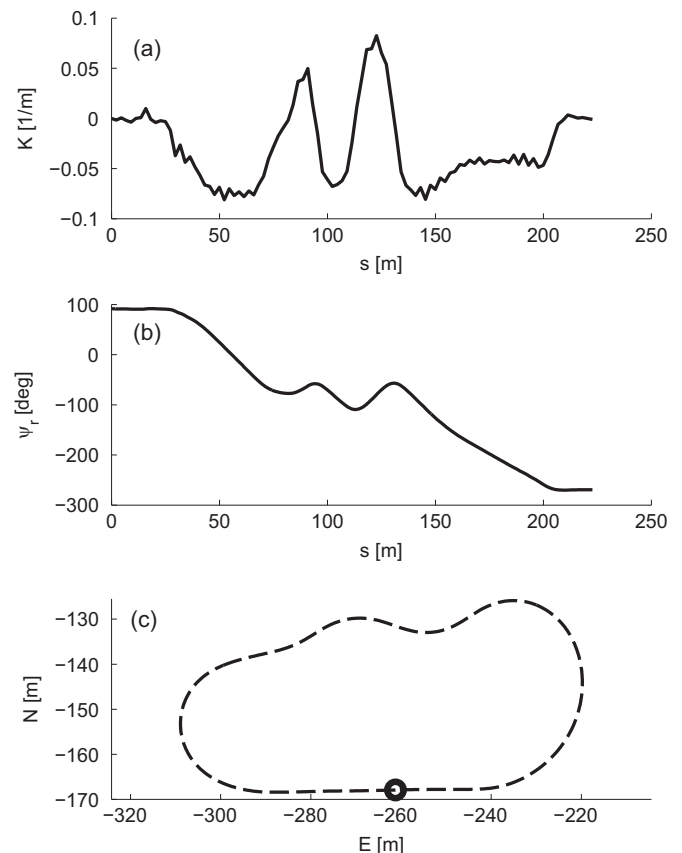 (a)
K [1/m]
0.1
0.05
0
−0.05
−0.1
0 50 100 150 200 250
s [m]
(b)
ψr [deg]
100
0
−100
−200
−300
0 50 100 150 200 250
s [m]
(c)
N [m]
−130
−140
−150
−160
−170
−320 −300 −280 −260 −240 −220
E [m]